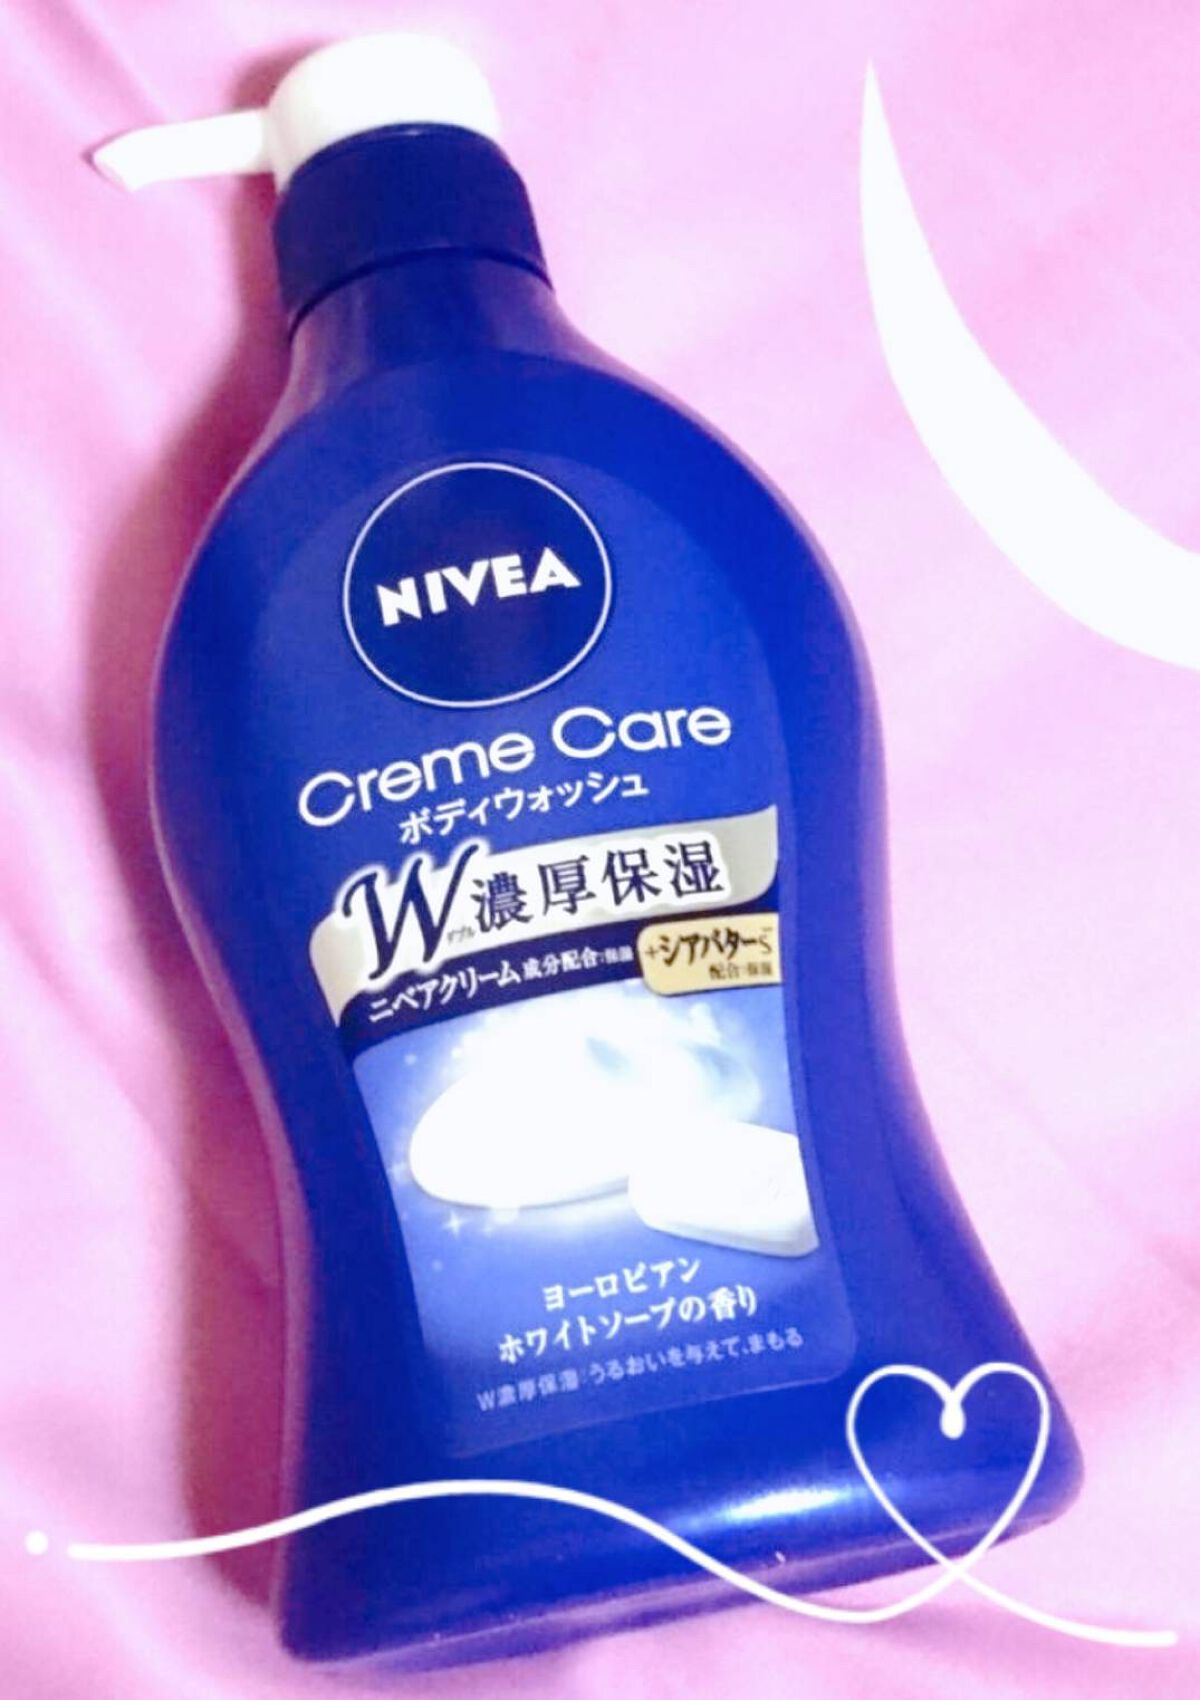 NIVEA
Creme Care
ボディウォッシュ
W濃厚保湿
ダブル
ニベアクリーム成分配合:保湿
+シアバターS
配合:保湿
ヨーロピアン
ホワイトソープの香り
W濃厚保湿:うるおいを与えて、まもる